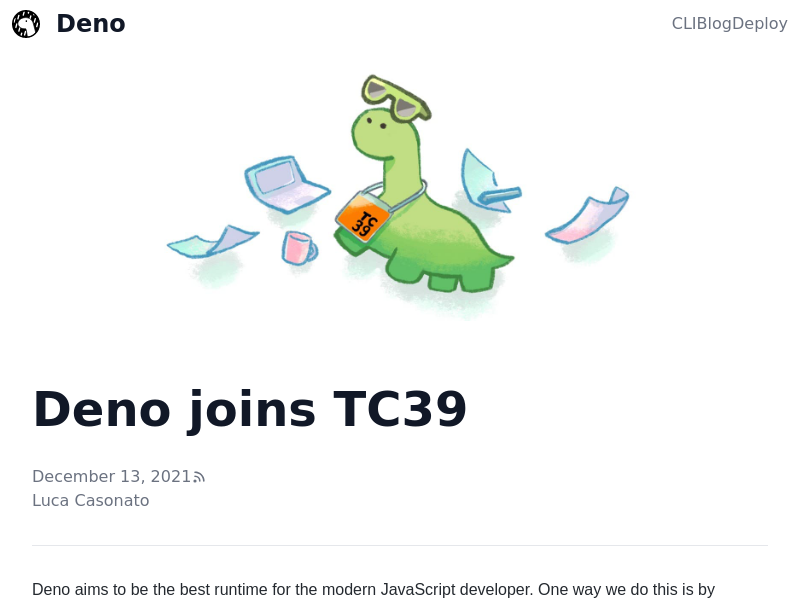 Deno
CLIBlogDeploy
TC
39
Deno joins TC39
December 13, 2021
Luca Casonato
Deno aims to be the best runtime for the modern JavaScript developer. One way we do this is by